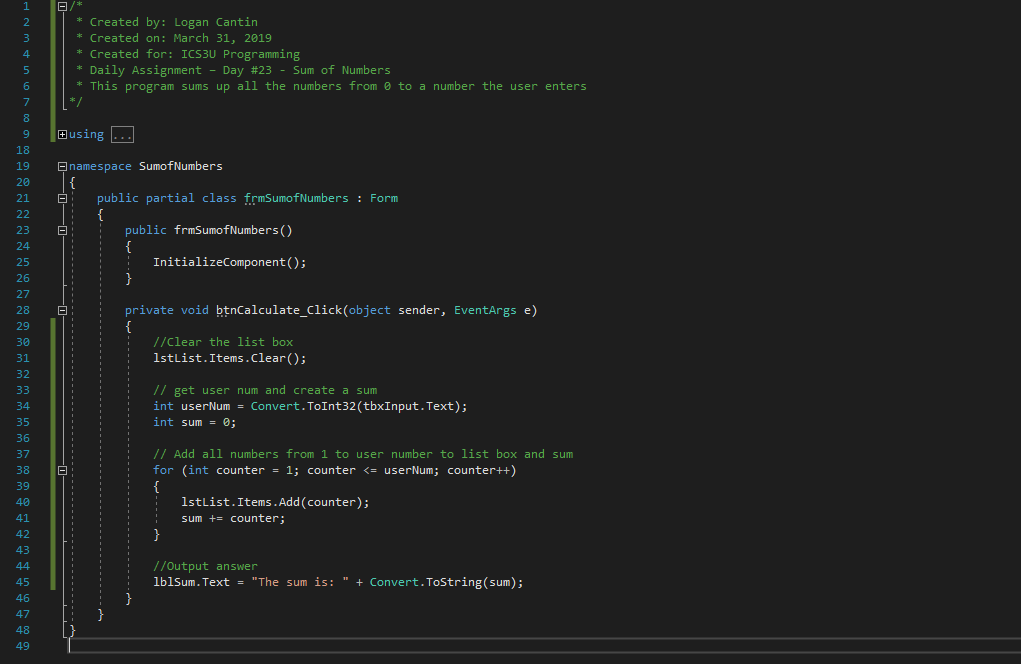 1 /*
2 * Created by: Logan Cantin
3 * Created on: March 31, 2019
4 * Created for: ICS3U Programming
5 * Daily Assignment – Day #23 - Sum of Numbers
6 * This program sums up all the numbers from 0 to a number the user enters
7 */
8
9 using ...
18
19 namespace SumofNumbers
20 {
21 public partial class frmSumofNumbers : Form
22 {
23 public frmSumofNumbers()
24 {
25 InitializeComponent();
26 }
27
28 private void btnCalculate_Click(object sender, EventArgs e)
29 {
30 //Clear the list box
31 lstList.Items.Clear();
32
33 // get user num and create a sum
34 int userNum = Convert.ToInt32(tbxInput.Text);
35 int sum = 0;
36
37 // Add all numbers from 1 to user number to list box and sum
38 for (int counter = 1; counter <= userNum; counter++)
39 {
40 lstList.Items.Add(counter);
41 sum += counter;
42 }
43
44 //Output answer
45 lblSum.Text = "The sum is: " + Convert.ToString(sum);
46 }
47 }
48 }
49